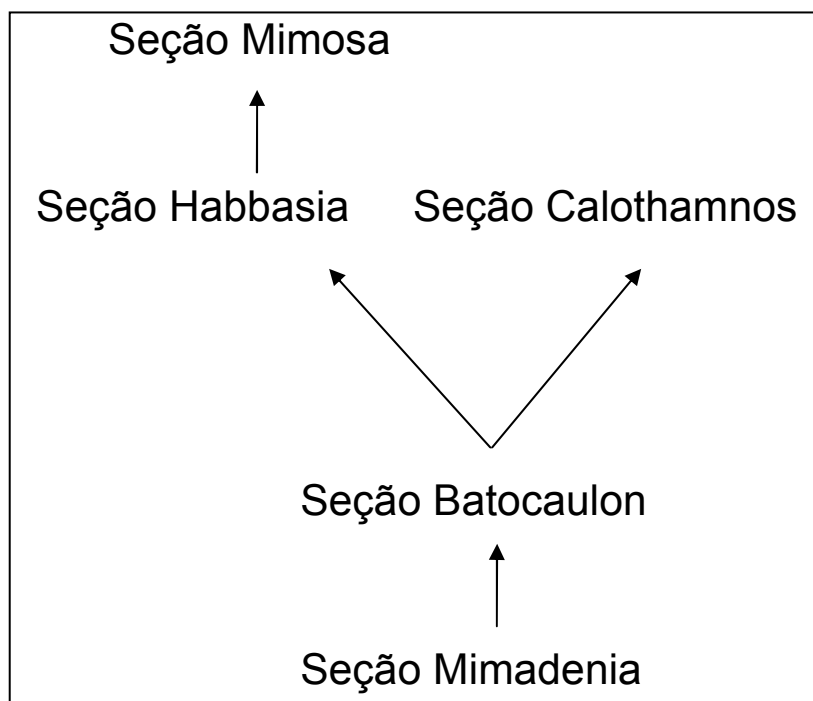 Seção Mimosa
Seção Habbasia
Seção Calothamnos
Seção Batocaulon
Seção Mimadenia